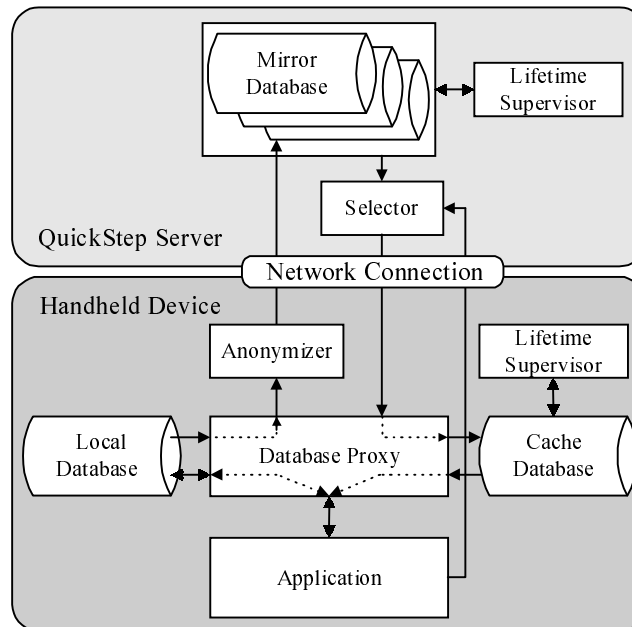 Mirror
Database
Lifetime
Supervisor
Selector
QuickStep Server
Network Connection
Handheld Device
Anonymizer
Lifetime
Supervisor
Local
Database
Database Proxy
Cache
Database
Application